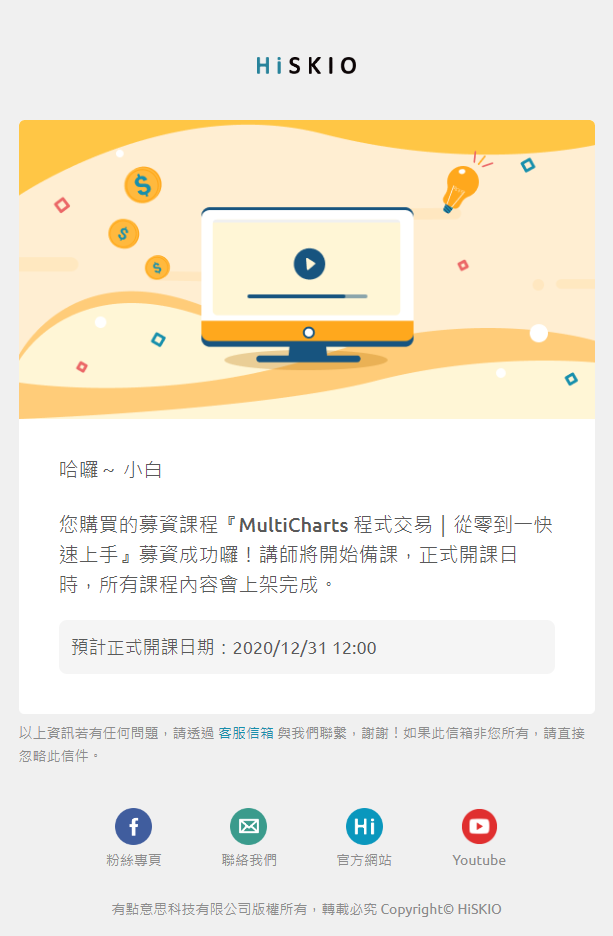 HiSKIO
哈囉～ 小白
您購買的募資課程『MultiCharts 程式交易 | 從零到一快
速上手』募資成功囉！講師將開始備課，正式開課日
時，所有課程內容會上架完成。
預計正式開課日期：2020/12/31 12:00
以上資訊若有任何問題，請透過 客服信箱 與我們聯繫，謝謝！如果此信箱非您所有，請直接
忽略此信件。
Hi
粉絲專頁 聯絡我們 官方網站 Youtube
有點意思科技有限公司版權所有，轉載必究 Copyright© HiSKIO